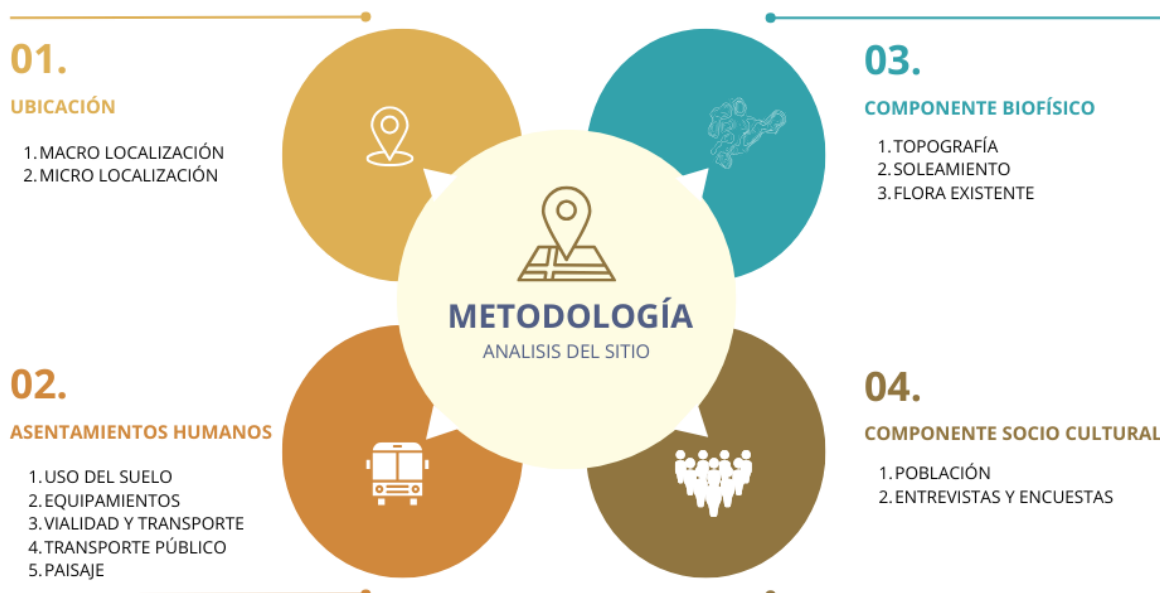 01.
UBICACIÓN
1. MACRO LOCALIZACIÓN
2. MICRO LOCALIZACIÓN
02.
ASENTAMIENTOS HUMANOS
1. USO DEL SUELO
2. EQUIPAMIENTOS
3. VIALIDAD Y TRANSPORTE
4. TRANSPORTE PÚBLICO
5. PAISAJE
METODOLOGÍA
ANALISIS DEL SITIO
03.
COMPONENTE BIOFÍSICO
1. TOPOGRAFÍA
2. SOLEAMIENTO
3. FLORA EXISTENTE
04.
COMPONENTE SOCIO CULTURAL
1. POBLACIÓN
2. ENTREVISTAS Y ENCUESTAS